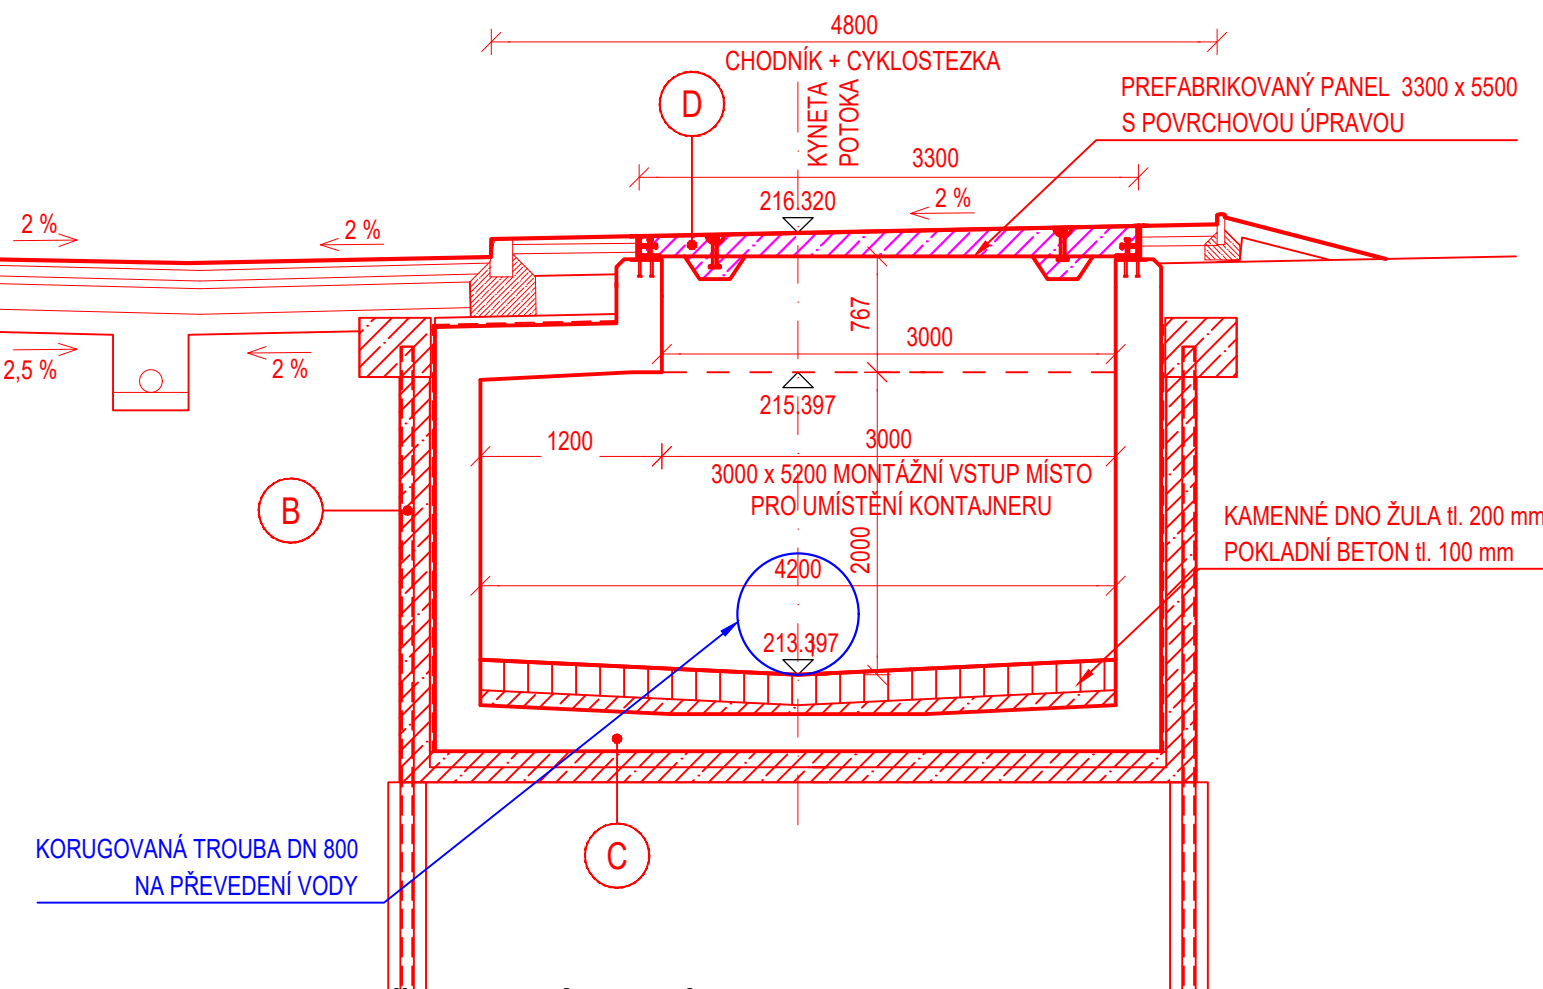 4800
CHODNÍK + CYKLOSTEZKA
D
KYNETA
POTOKA
PREFABRIKOVANÝ PANEL 3300 x 5500
S POVRCHOVOU ÚPRAVOU
3300
216.320
2 %
2 %
2 %
767
3000
2,5 %
2 %
215.397
1200
3000
3000 x 5200 MONTÁŽNÍ VSTUP MÍSTO
PRO UMÍSTĚNÍ KONTAJNERU
B
KAMENNÉ DNO ŽULA tl. 200 mm
POKLADNÍ BETON tl. 100 mm
2000
4200
213.397
KORUGOVANÁ TROUBA DN 800
NA PŘEVEDENÍ VODY
C